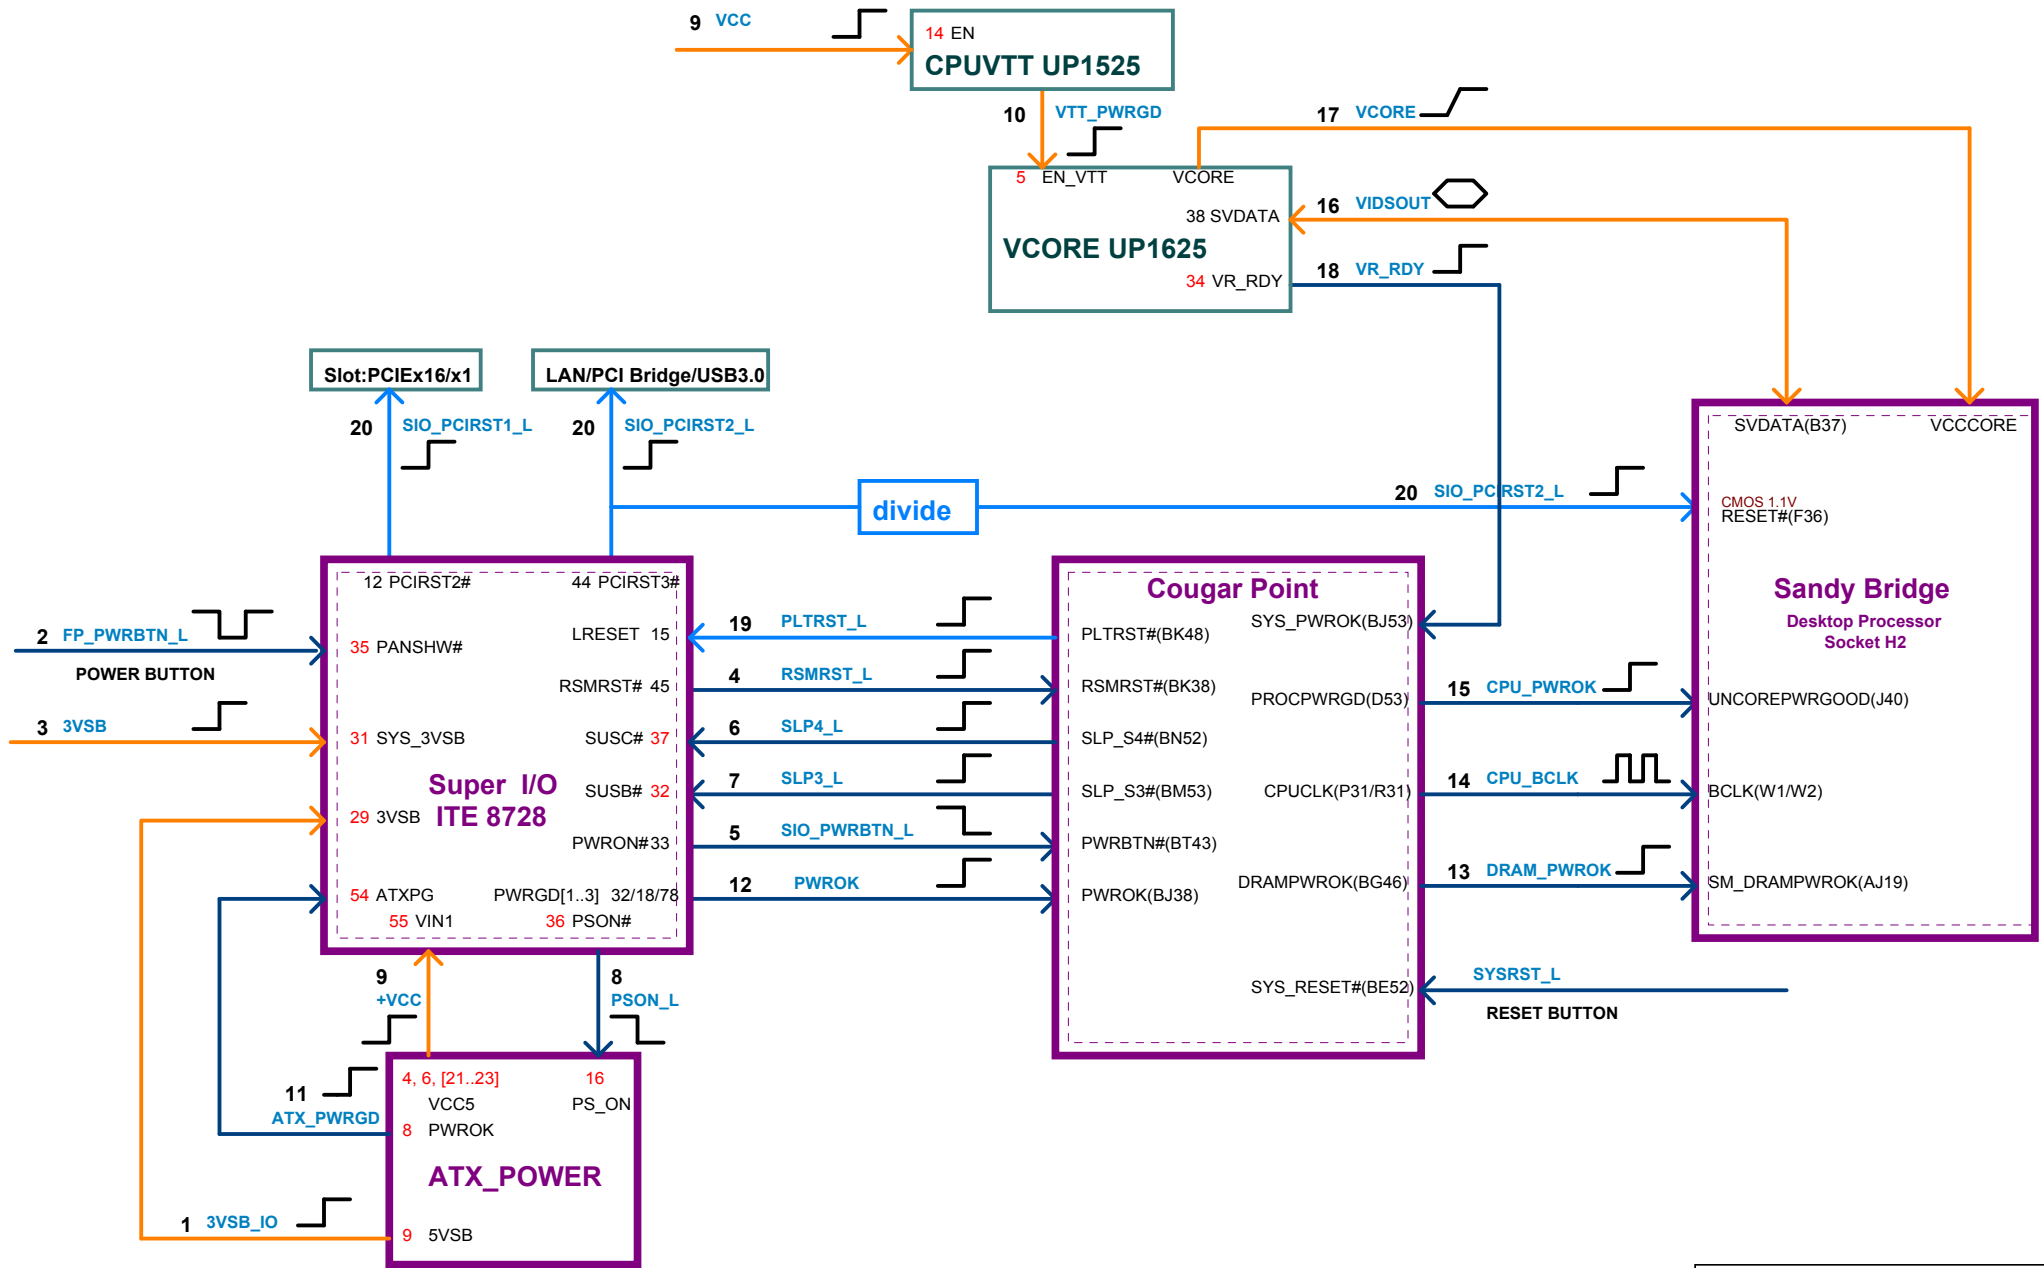 9 VCC
14 EN
CPUVTT UP1525
10 VTT_PWRGD
17 VCORE
5 EN_VTT VCORE
38 SVDATA
16 VIDSOUT
VCORE UP1625
18 VR_RDY
34 VR_RDY
Slot:PCIEx16/x1
LAN/PCI Bridge/USB3.0
20 SIO_PCIRST1_L
20 SIO_PCIRST2_L
SVDATA(B37) VCCCORE
divide
20 SIO_PCIRST2_L
CMOS 1.1V
RESET#(F36)
12 PCIRST2# 44 PCIRST3#
Cougar Point
Sandy Bridge
Desktop Processor
Socket H2
2 FP_PWRBTN_L
POWER BUTTON
35 PANSHW#
LRESET 15
19 PLTRST_L
PLTRST#(BK48)
SYS_PWROK(BJ53)
RSMRST# 45
4 RSMRST_L
RSMRST#(BK38)
PROCPWRGD(D53)
15 CPU_PWROK
UNCOREPWRGOOD(J40)
3 3VSB
31 SYS_3VSB
SUSC# 37
6 SLP4_L
SLP_S4#(BN52)
Super I/O
ITE 8728
SUSB# 32
7 SLP3_L
SLP_S3#(BM53)
CPUCLK(P31/R31)
14 CPU_BCLK
BCLK(W1/W2)
29 3VSB
PWRON#33
5 SIO_PWRBTN_L
PWRBTN#(BT43)
54 ATXPG
PWRGD[1..3] 32/18/78
12 PWROK
PWROK(BJ38)
DRAMPWROK(BG46)
13 DRAM_PWROK
SM_DRAMPWROK(AJ19)
55 VIN1
36 PSON#
9
+VCC
8
PSON_L
SYS_RESET#(BE52)
SYSRST_L
RESET BUTTON
11
ATX_PWRGD
4, 6, [21..23] 16
VCC5 PS_ON
8 PWROK
ATX_POWER
1 3VSB_IO
9 5VSB